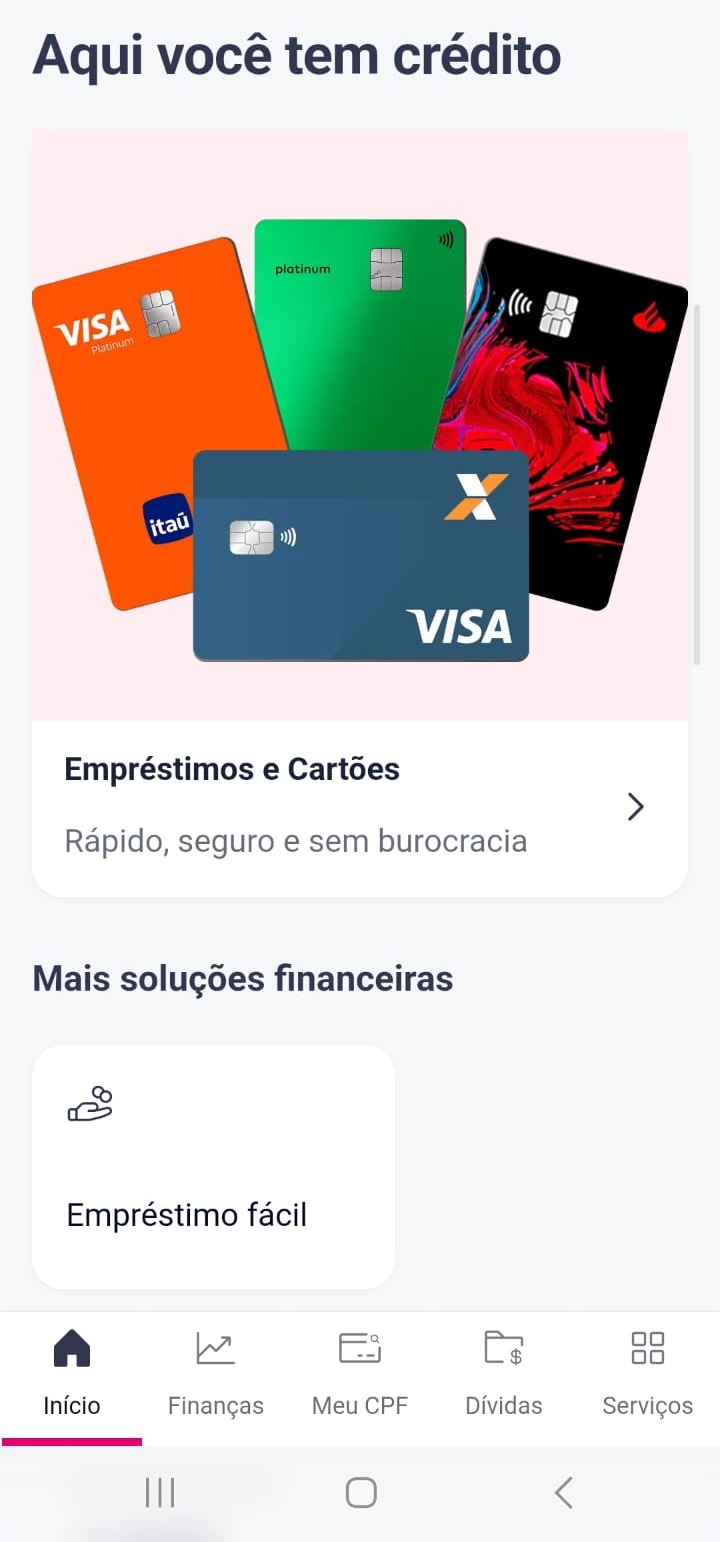 Aqui você tem crédito
VISA
Platinum
itaú
platinum
VISA
Empréstimos e Cartões
Rápido, seguro e sem burocracia
Mais soluções financeiras
Empréstimo fácil
Início
Finanças
Meu CPF
Dívidas
Serviços